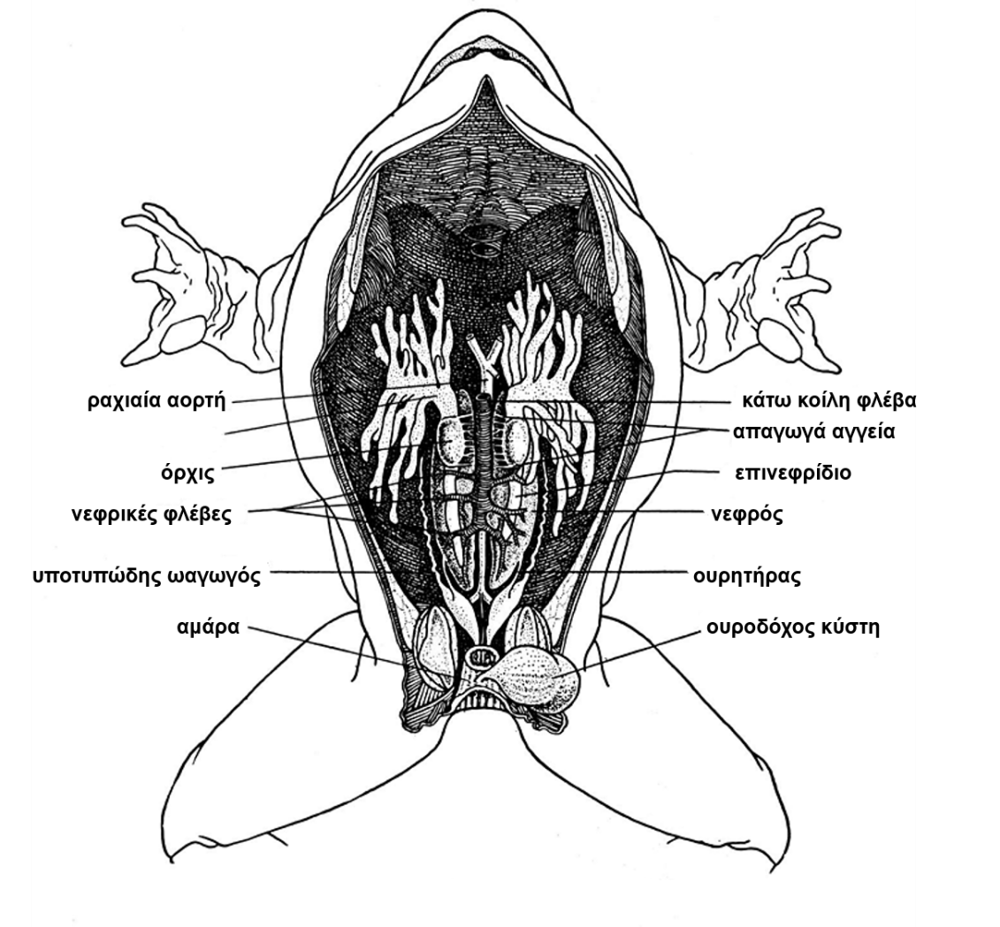 ραχιαία αορτή
κάτω κοίλη φλέβα
απαγωγά αγγεία
όρχις
επινεφρίδιο
νεφρικές φλέβες
νεφρός
υποτυπώδης ωαγωγός
ουρητήρας
αμάρα
ουροδόχος κύστη